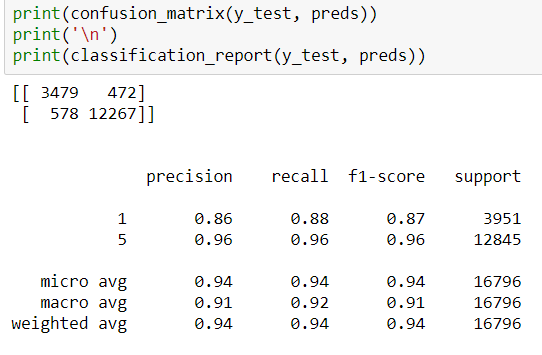 print(confusion_matrix(y_test, preds))
print('\n')
print(classification_report(y_test, preds))
[[ 3479   472]
 [  578 12267]]
precision    recall  f1-score   support
1       0.86      0.88      0.87      3951
5       0.96      0.96      0.96     12845
micro avg       0.94      0.94      0.94     16796
macro avg       0.91      0.92      0.91     16796
weighted avg       0.94      0.94      0.94     16796